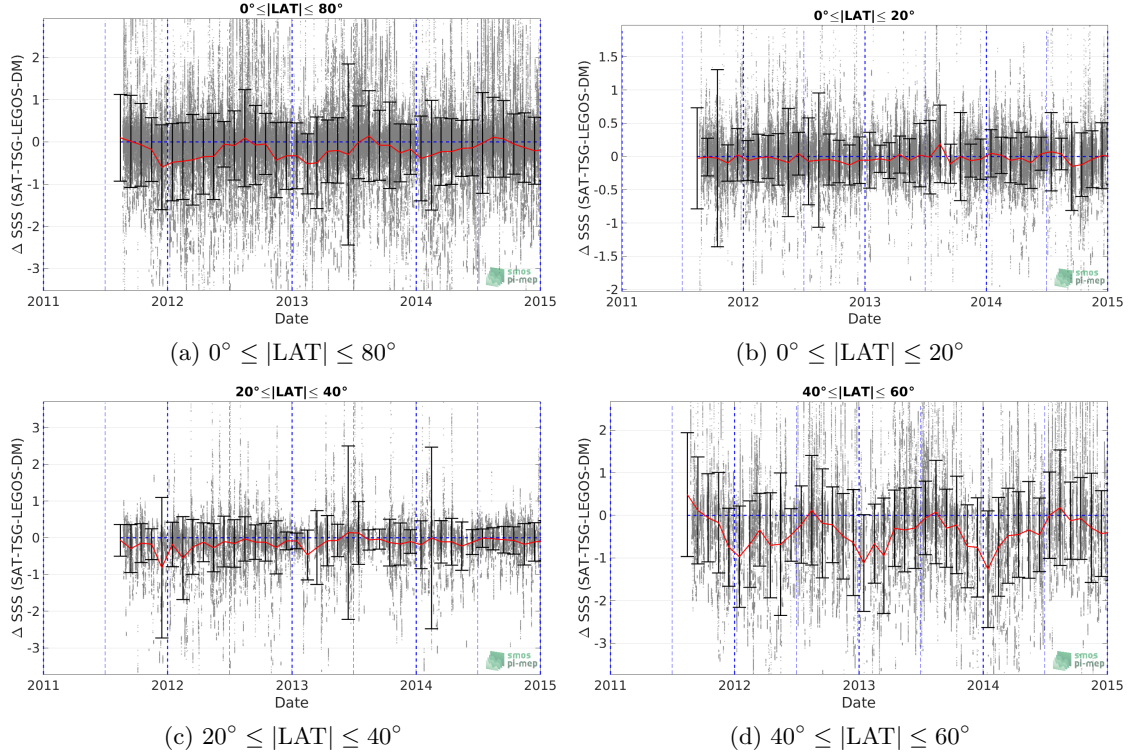 0°≤|LAT|≤ 80°
Δ SSS (SAT-TSG-LEGOS-DM)
2
1
0
-1
-2
-3
2011
2012
2013
2014
2015
Date
smos
pi-mep
(a) 0° ≤ |LAT| ≤ 80°
0°≤|LAT|≤ 20°
Δ SSS (SAT-TSG-LEGOS-DM)
1.5
1
0.5
0
-0.5
-1
-1.5
-2
2011
2012
2013
2014
2015
Date
smos
pi-mep
(b) 0° ≤ |LAT| ≤ 20°
20°≤|LAT|≤ 40°
Δ SSS (SAT-TSG-LEGOS-DM)
3
2
1
0
-1
-2
-3
2011
2012
2013
2014
2015
Date
smos
pi-mep
(c) 20° ≤ |LAT| ≤ 40°
40°≤|LAT|≤ 60°
Δ SSS (SAT-TSG-LEGOS-DM)
2
1
0
-1
-2
-3
2011
2012
2013
2014
2015
Date
smos
pi-mep
(d) 40° ≤ |LAT| ≤ 60°